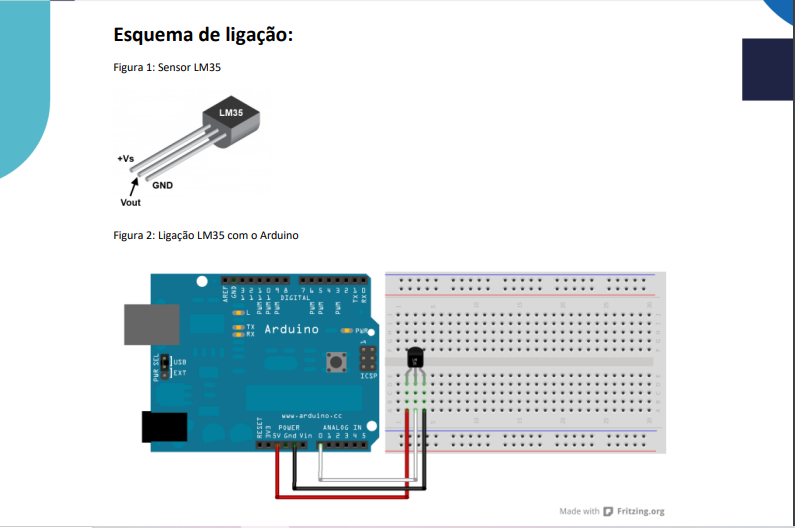 Esquema de ligação:
Figura 1: Sensor LM35
LM35
+Vs
GND
Vout
Figura 2: Ligação LM35 com o Arduino
AREF
GND
13
12
11
10
9
8
7
6
5
4
3
2
1
0
PWM
PWM
PWM
DIGITAL
PWM
PWM
PWM
TX
RX
L
TX
RX
Arduino
PWR
PWR SEL
USB
EXT
ICSP
www.arduino.cc
POWER
ANALOG IN
RESET
3V3
5V Gnd Vin
0 1 2 3 4 5
Made with Fritzing.org